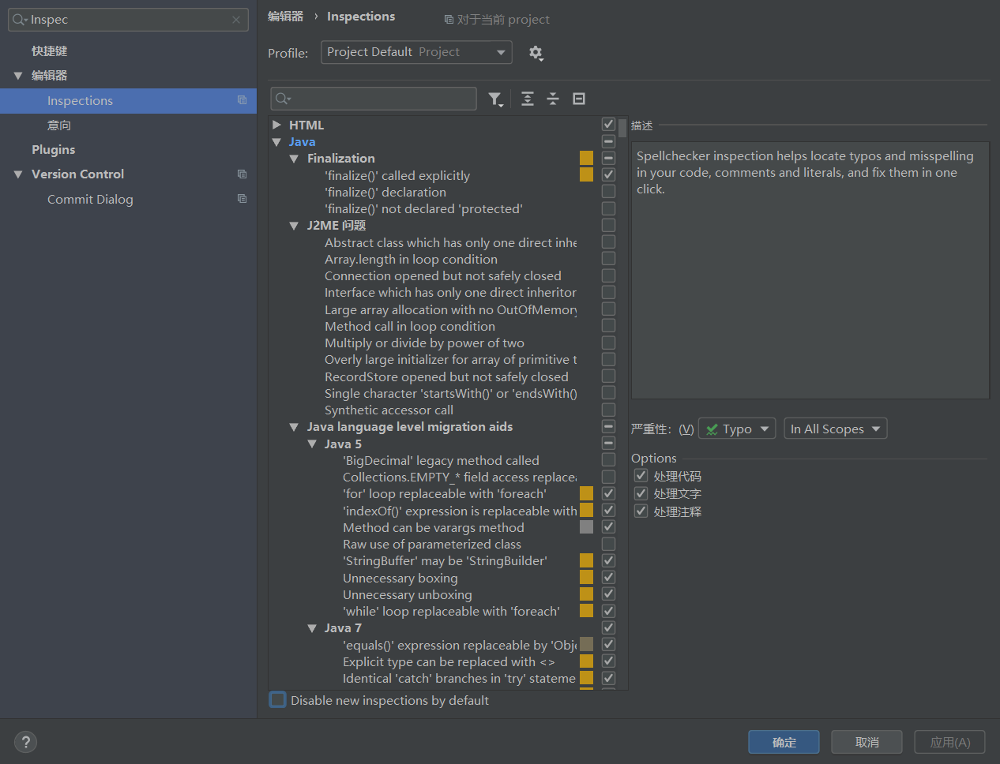 Inspec
快捷键
编辑器
Inspections
意向
Plugins
Version Control
Commit Dialog
编辑器 › Inspections
对于当前 project
Profile:
Project Default Project
HTML
Java
Finalization
'finalize()' called explicitly
'finalize()' declaration
'finalize()' not declared 'protected'
J2ME 问题
Abstract class which has only one direct inhe
Array.length in loop condition
Connection opened but not safely closed
Interface which has only one direct inheritor
Large array allocation with no OutOfMemory
Method call in loop condition
Multiply or divide by power of two
Overly large initializer for array of primitive t
RecordStore opened but not safely closed
Single character 'startsWith()' or 'endsWith()
Synthetic accessor call
Java language level migration aids
Java 5
'BigDecimal' legacy method called
Collections.EMPTY_* field access replacea
'for' loop replaceable with 'foreach'
'indexOf()' expression is replaceable with
Method can be varargs method
Raw use of parameterized class
'StringBuffer' may be 'StringBuilder'
Unnecessary boxing
Unnecessary unboxing
'while' loop replaceable with 'foreach'
Java 7
'equals()' expression replaceable by 'Obje
Explicit type can be replaced with <>
Identical 'catch' branches in 'try' stateme
Disable new inspections by default
描述
Spellchecker inspection helps locate typos and misspelling
in your code, comments and literals, and fix them in one
click.
严重性: (V) Typo In All Scopes
Options
处理代码
处理文字
处理注释
?
确定
取消
应用(A)